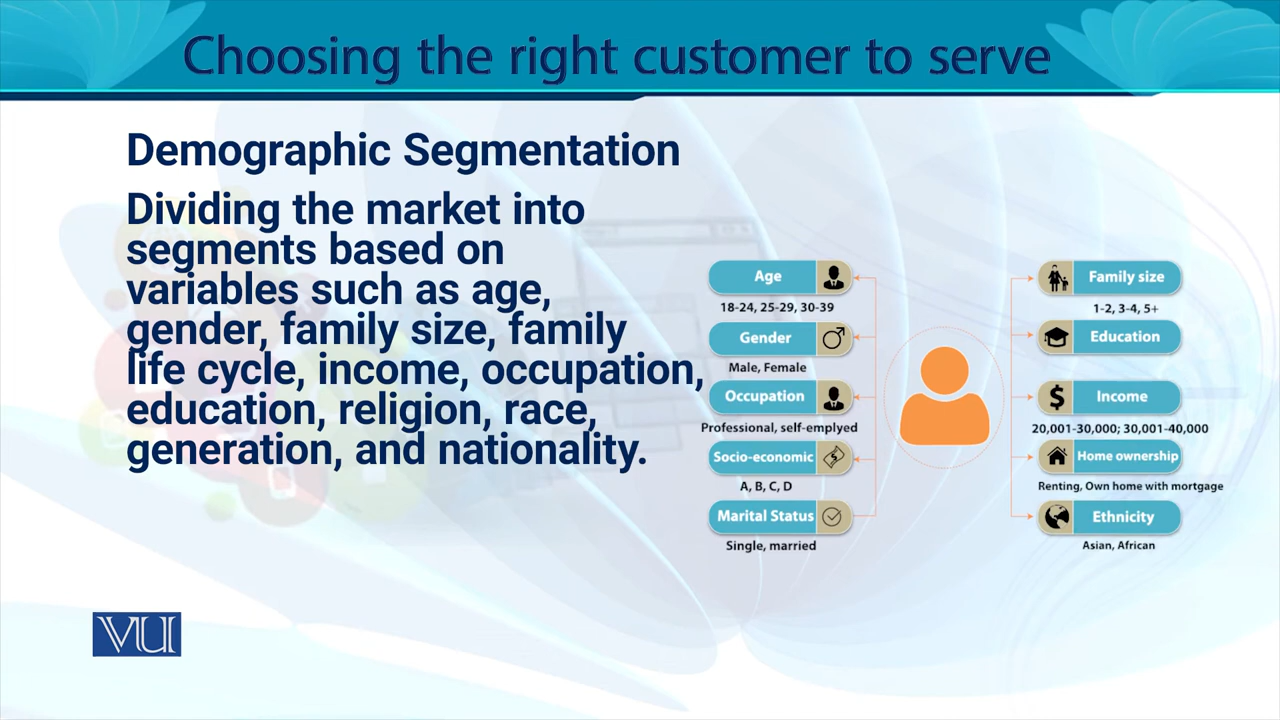 Choosing the right customer to serve
Demographic Segmentation
Dividing the market into
segments based on
variables such as age,
gender, family size, family
life cycle, income, occupation,
education, religion, race,
generation, and nationality.
Age
18-24, 25-29, 30-39
Gender
Male, Female
Occupation
Professional, self-emplyed
Socio-economic
A, B, C, D
Marital Status
Single, married
Family size
1-2, 3-4, 5+
Education
Income
20,001-30,000; 30,001-40,000
Home ownership
Renting, Own home with mortgage
Ethnicity
Asian, African
VU